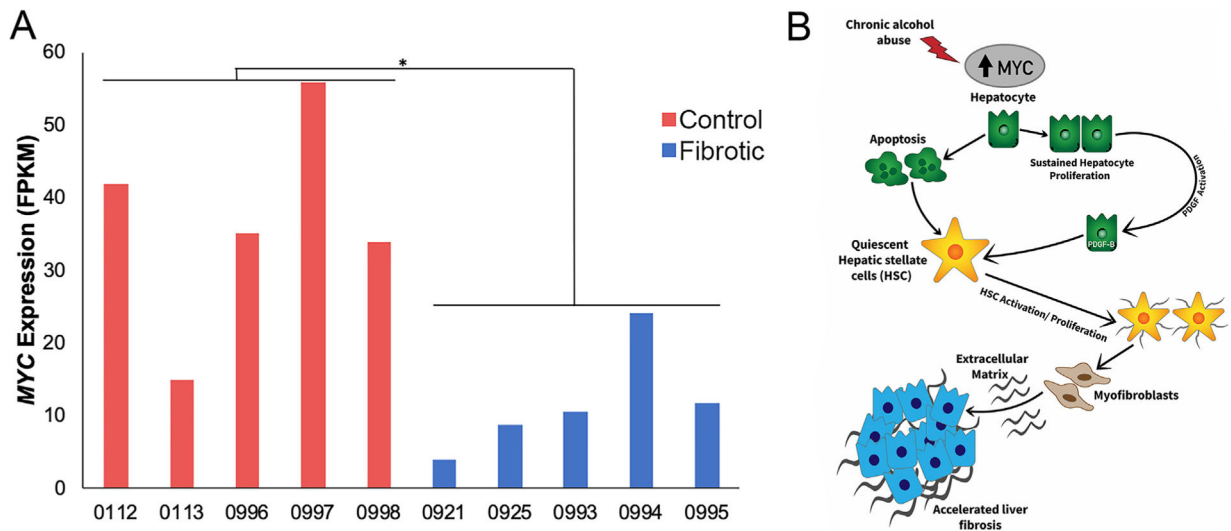 A
MYC Expression (FPKM)
60
50
40
30
20
10
0
*
Control
Fibrotic
0112 0113 0996 0997 0998 0921 0925 0993 0994 0995
B
Chronic alcohol
abuse
MYC
Hepatocyte
Apoptosis
Sustained Hepatocyte
Proliferation
PDGF Activation
PDGF-B
Quiescent
Hepatic stellate
cells (HSC)
HSC Activation/ Proliferation
Extracellular
Matrix
Myofibroblasts
Accelerated liver
fibrosis